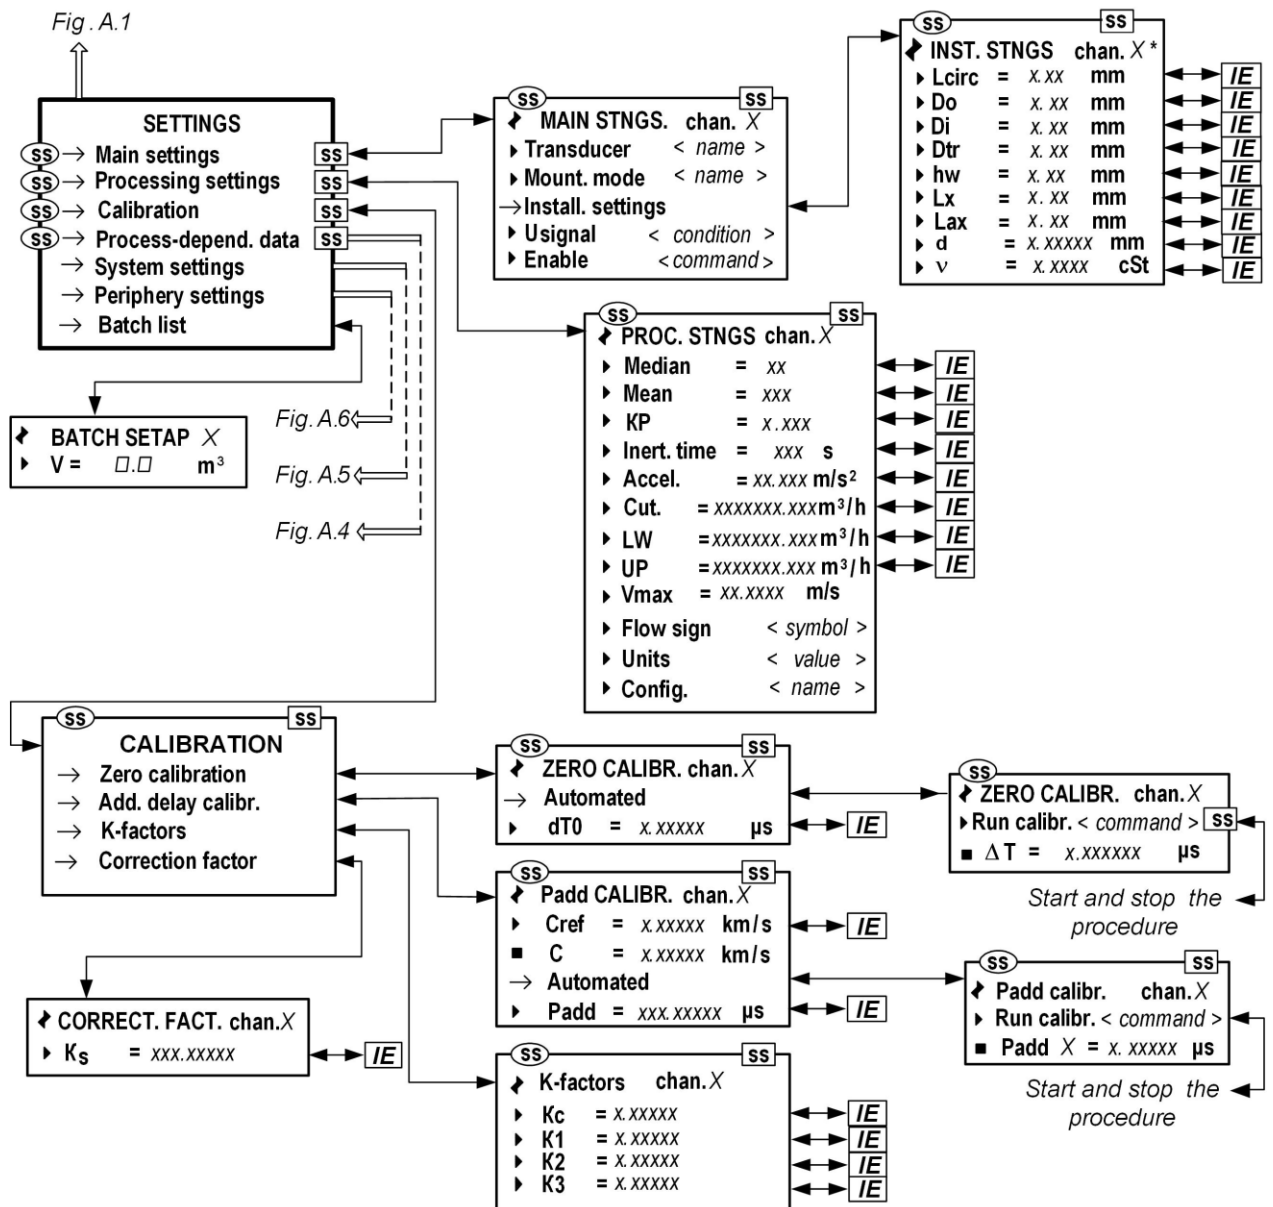 Fig. A.1
SETTINGS
ss → Main settings ss
ss → Processing settings ss
ss → Calibration ss
ss → Process-depend. data ss
→ System settings
→ Periphery settings
→ Batch list
BATCH SETAP X
V = □.□ m³
Fig. A.6
Fig. A.5
Fig. A.4
ss ss
MAIN STNGS. chan. X
Transducer < name >
Mount. mode < name >
→ Install. settings
Usignal < condition >
Enable < command >
ss ss
INST. STNGS chan. X *
Lcirc = x.xx mm IE
Do = x.xx mm IE
Di = x.xx mm IE
Dtr = x.xx mm IE
hw = x.xx mm IE
Lx = x.xx mm IE
Lax = x.xx mm IE
d = x.xxxxx mm IE
ν = x.xxxx cSt IE
ss ss
PROC. STNGS chan. X
Median = xx IE
Mean = xxx IE
KP = x.xxx IE
Inert. time = xxx s IE
Accel. = xx.xxx m/s² IE
Cut. = xxxxxxx.xxx m³/h IE
LW = xxxxxxx.xxx m³/h IE
UP = xxxxxxx.xxx m³/h IE
Vmax = xx.xxxx m/s
Flow sign < symbol >
Units < value >
Config. < name >
ss ss
CALIBRATION
→ Zero calibration
→ Add. delay calibr.
→ K-factors
→ Correction factor
ss ss
ZERO CALIBR. chan. X
→ Automated
dT0 = x.xxxxx µs IE
ss
ZERO CALIBR. chan. X
Run calibr. < command > ss
■ ΔT = x.xxxxxx µs
Start and stop the
procedure
ss ss
Padd CALIBR. chan. X
Cref = x.xxxxx km/s IE
■ C = x.xxxxx km/s
→ Automated
Padd = xxx.xxxxx µs IE
ss ss
Padd calibr. chan. X
Run calibr. < command >
■ Padd X = x.xxxxx µs
Start and stop the
procedure
CORRECT. FACT. chan. X
Ks = xxx.xxxxx IE
ss ss
K-factors chan. X
Kc = x.xxxxx IE
K1 = x.xxxxx IE
K2 = x.xxxxx IE
K3 = x.xxxxx IE